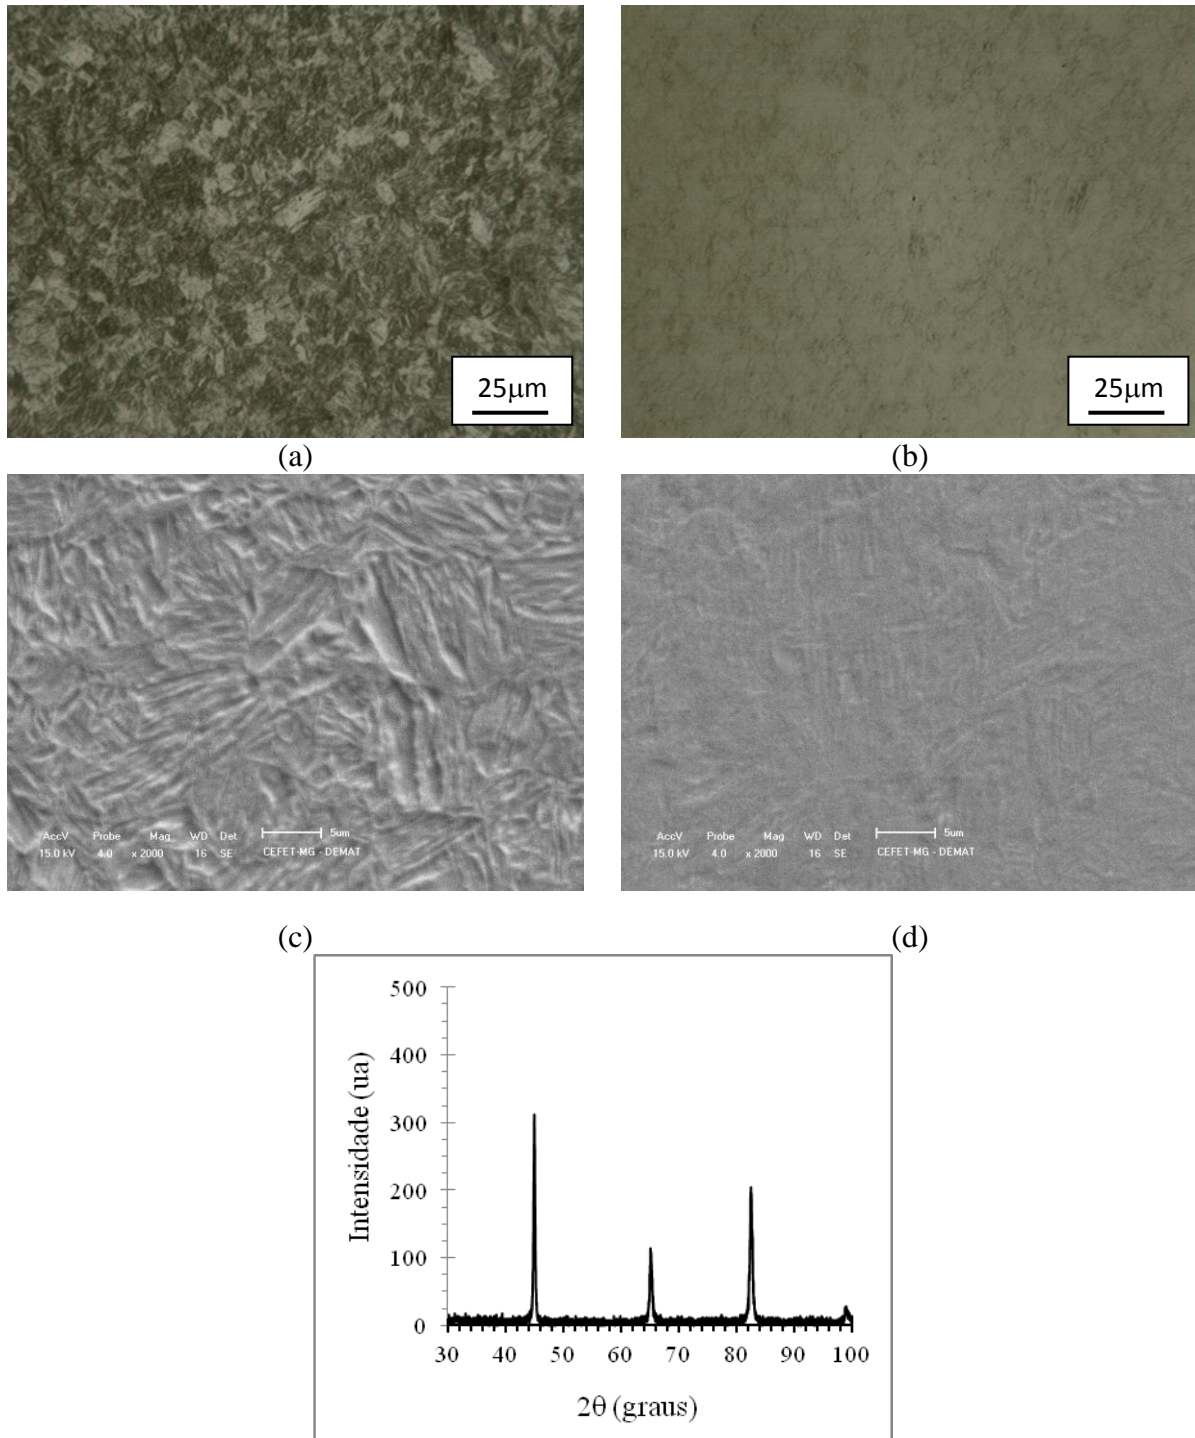 25μm
25μm
(a)
(b)
AccV Probe Mag WD Det 5um
15.0 kV 4.0 x 2000 16 SE CEFET-MG - DEMAT
AccV Probe Mag WD Det 5um
15.0 kV 4.0 x 2000 16 SE CEFET-MG - DEMAT
(c)
(d)
500
400
300
200
100
0
Intensidade (ua)
30 40 50 60 70 80 90 100
2θ (graus)